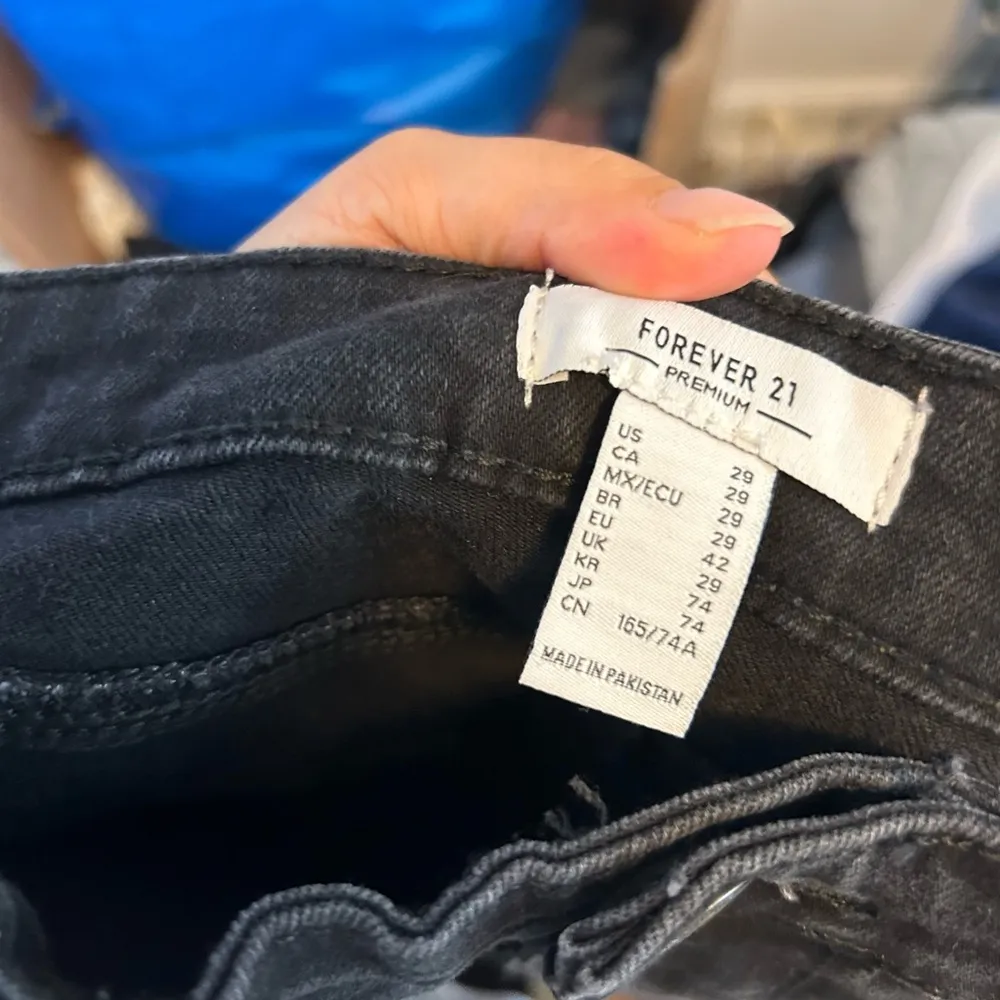 FOREVER 21
PREMIUM
US 29
CA 29
MX/ECU 29
BR 29
EU 42
UK 29
KR 74
JP 74
CN 165/74A
MADE IN PAKISTAN